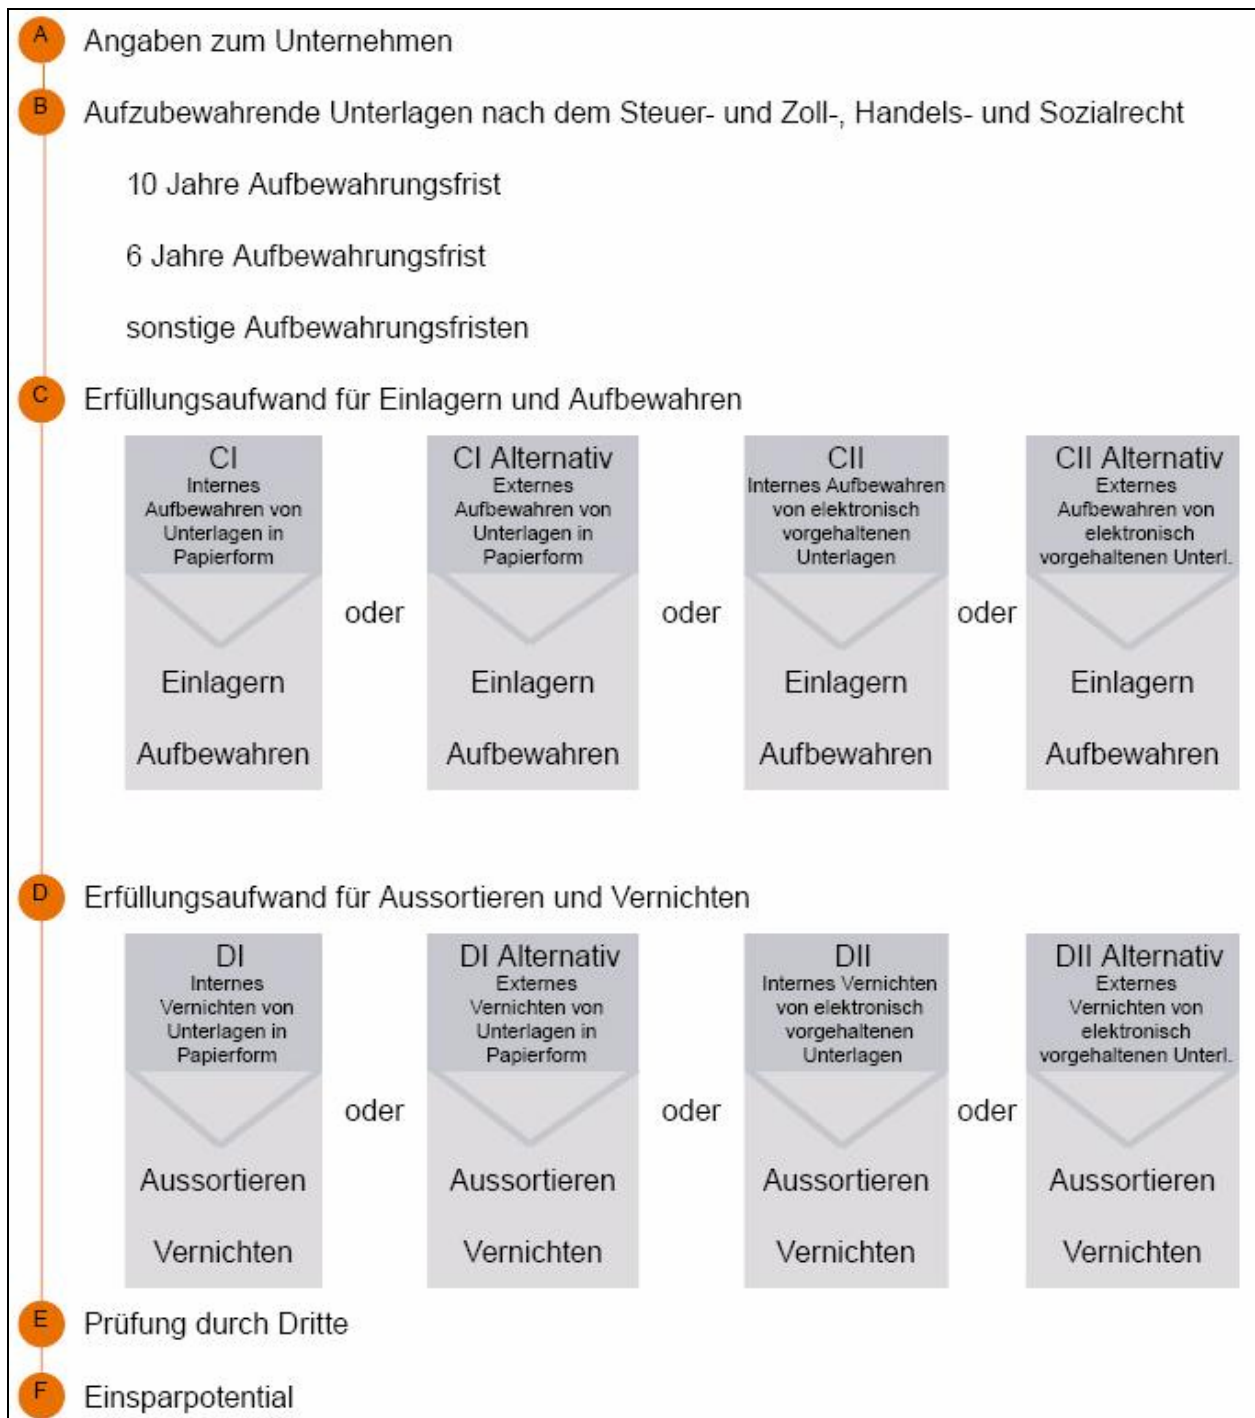 A
Angaben zum Unternehmen
B
Aufzubewahrende Unterlagen nach dem Steuer- und Zoll-, Handels- und Sozialrecht
10 Jahre Aufbewahrungsfrist
6 Jahre Aufbewahrungsfrist
sonstige Aufbewahrungsfristen
C
Erfüllungsaufwand für Einlagern und Aufbewahren
CI
Internes
Aufbewahren von
Unterlagen in
Papierform
Einlagern
Aufbewahren
oder
CI Alternativ
Externes
Aufbewahren von
Unterlagen in
Papierform
Einlagern
Aufbewahren
oder
CII
Internes Aufbewahren
von elektronisch
vorgehaltenen
Unterlagen
Einlagern
Aufbewahren
oder
CII Alternativ
Externes
Aufbewahren von
elektronisch
vorgehaltenen Unterl.
Einlagern
Aufbewahren
D
Erfüllungsaufwand für Aussortieren und Vernichten
DI
Internes
Vernichten von
Unterlagen in
Papierform
Aussortieren
Vernichten
oder
DI Alternativ
Externes
Vernichten von
Unterlagen in
Papierform
Aussortieren
Vernichten
oder
DII
Internes Vernichten
von elektronisch
vorgehaltenen
Unterlagen
Aussortieren
Vernichten
oder
DII Alternativ
Externes
Vernichten von
elektronisch
vorgehaltenen Unterl.
Aussortieren
Vernichten
E
Prüfung durch Dritte
F
Einsparpotential